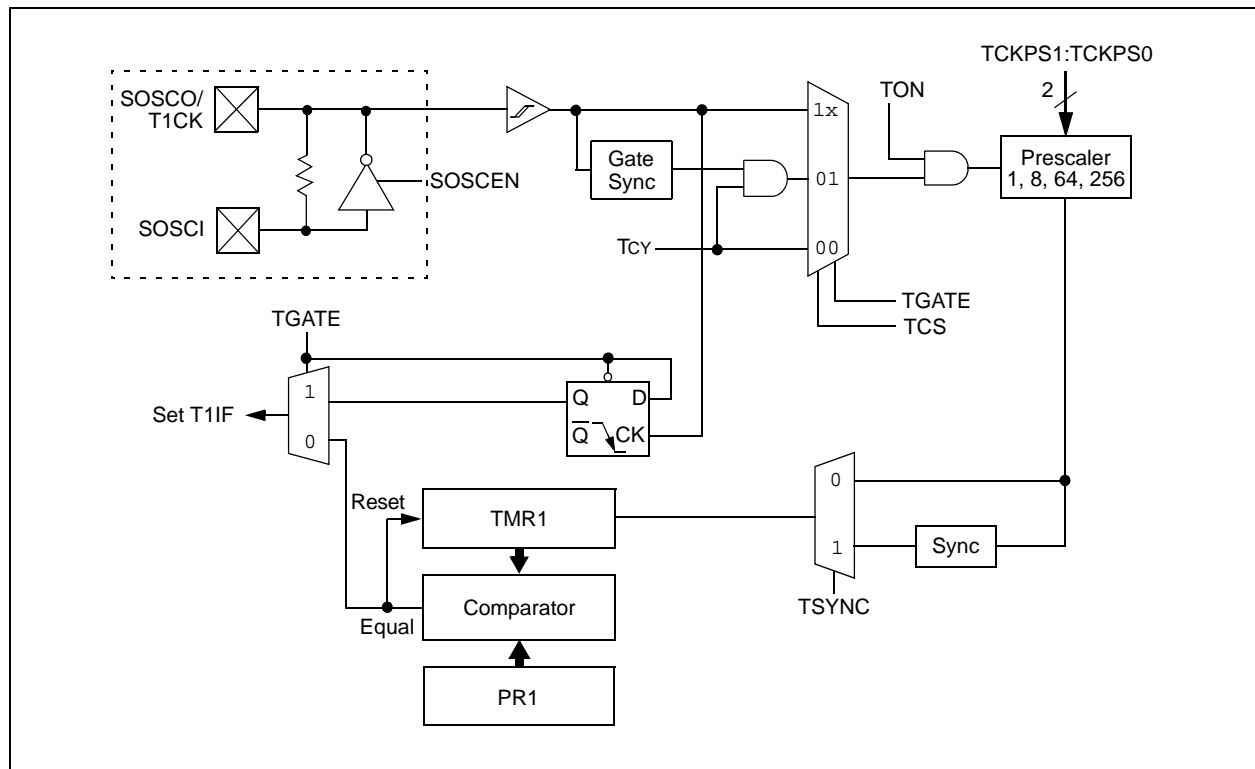 TCKPS1:TCKPS0
2
SOSCO/
T1CK
TON
1x
Gate
Sync
Prescaler
1, 8, 64, 256
SOSCEN
01
SOSCI
TCY
00
TGATE
TCS
TGATE
1
Q
D
Set T1IF
0
Q
CK
Reset
TMR1
0
1
Sync
Comparator
TSYNC
Equal
PR1